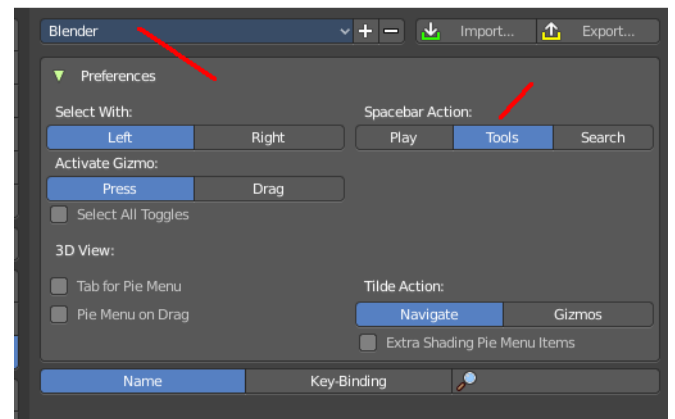 Blender Import... Export...
Preferences
Select With: Spacebar Action:
Left Right Play Tools Search
Activate Gizmo:
Press Drag
Select All Toggles
3D View:
Tab for Pie Menu Tilde Action:
Pie Menu on Drag Navigate Gizmos
Extra Shading Pie Menu Items
Name Key-Binding